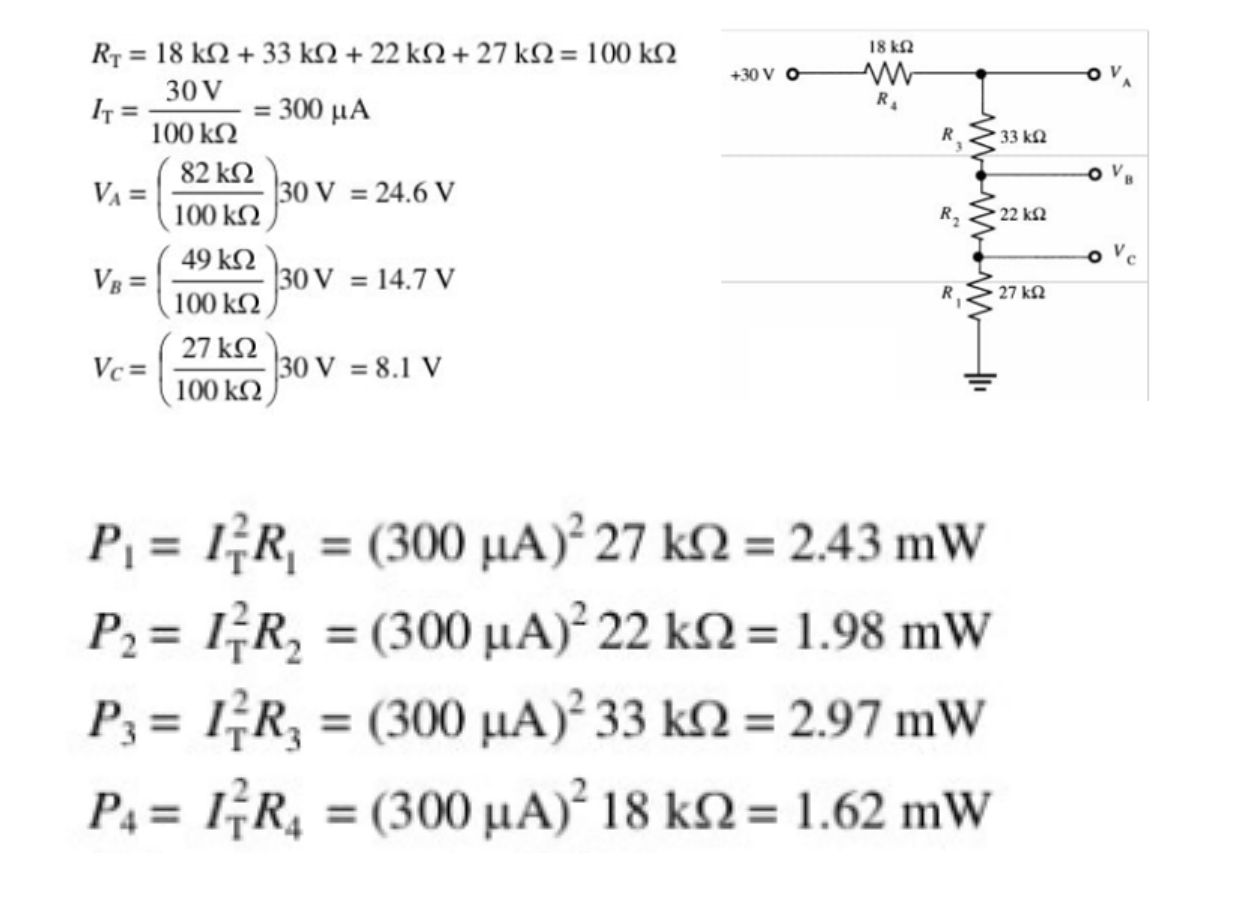 R_T = 18 kΩ + 33 kΩ + 22 kΩ + 27 kΩ = 100 kΩ
I_T = 30 V / 100 kΩ = 300 µA
V_A = (82 kΩ / 100 kΩ) 30 V = 24.6 V
V_B = (49 kΩ / 100 kΩ) 30 V = 14.7 V
V_C = (27 kΩ / 100 kΩ) 30 V = 8.1 V
18 kΩ
+30 V
V_A
R_4
R_3 33 kΩ
V_B
R_2 22 kΩ
V_C
R_1 27 kΩ
P_1 = I_T^2 R_1 = (300 µA)^2 27 kΩ = 2.43 mW
P_2 = I_T^2 R_2 = (300 µA)^2 22 kΩ = 1.98 mW
P_3 = I_T^2 R_3 = (300 µA)^2 33 kΩ = 2.97 mW
P_4 = I_T^2 R_4 = (300 µA)^2 18 kΩ = 1.62 mW